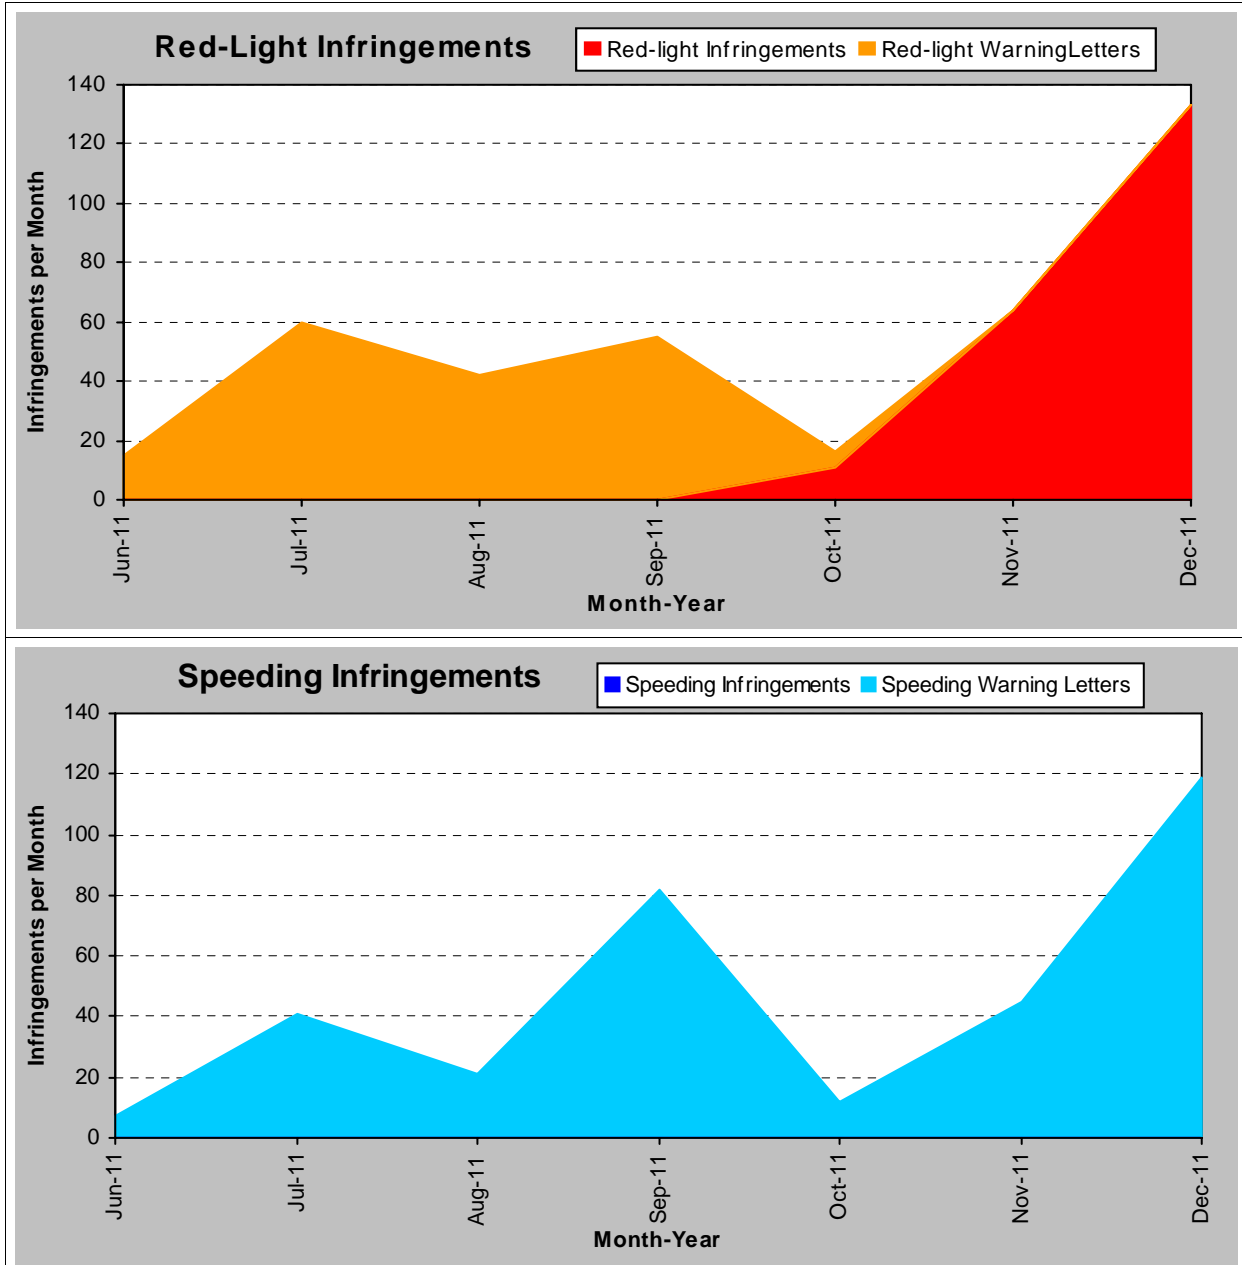 Red-Light Infringements
Red-light Infringements Red-light WarningLetters
Infringements per Month
140
120
100
80
60
40
20
0
Jun-11 Jul-11 Aug-11 Sep-11 Oct-11 Nov-11 Dec-11
Month-Year
Speeding Infringements
Speeding Infringements Speeding Warning Letters
Infringements per Month
140
120
100
80
60
40
20
0
Jun-11 Jul-11 Aug-11 Sep-11 Oct-11 Nov-11 Dec-11
Month-Year